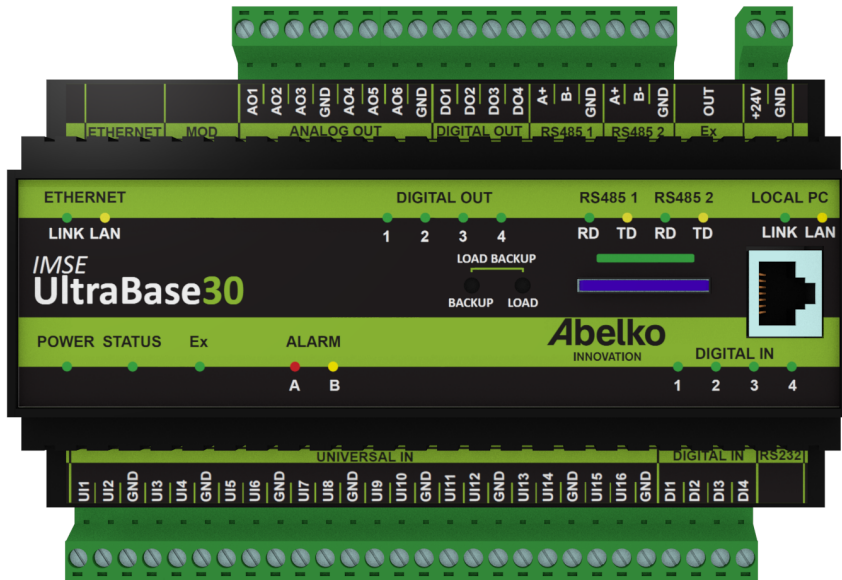 AO1 AO2 AO3 GND AO4 AO5 AO6 GND DO1 DO2 DO3 DO4 A+ B- GND A+ B- GND OUT +24V GND
ETHERNET MOD ANALOG OUT DIGITAL OUT RS485 1 RS485 2 Ex
ETHERNET DIGITAL OUT RS485 1 RS485 2 LOCAL PC
LINK LAN 1 2 3 4 RD TD RD TD LINK LAN
IMSE
UltraBase30
LOAD BACKUP
BACKUP LOAD
POWER STATUS Ex ALARM
A B
Abelko
INNOVATION
DIGITAL IN
1 2 3 4
UNIVERSAL IN DIGITAL IN RS232
UI1 UI2 GND UI3 UI4 GND UI5 UI6 GND UI7 UI8 GND UI9 UI10 GND UI11 UI12 GND UI13 UI14 GND UI15 UI16 GND DI1 DI2 DI3 DI4